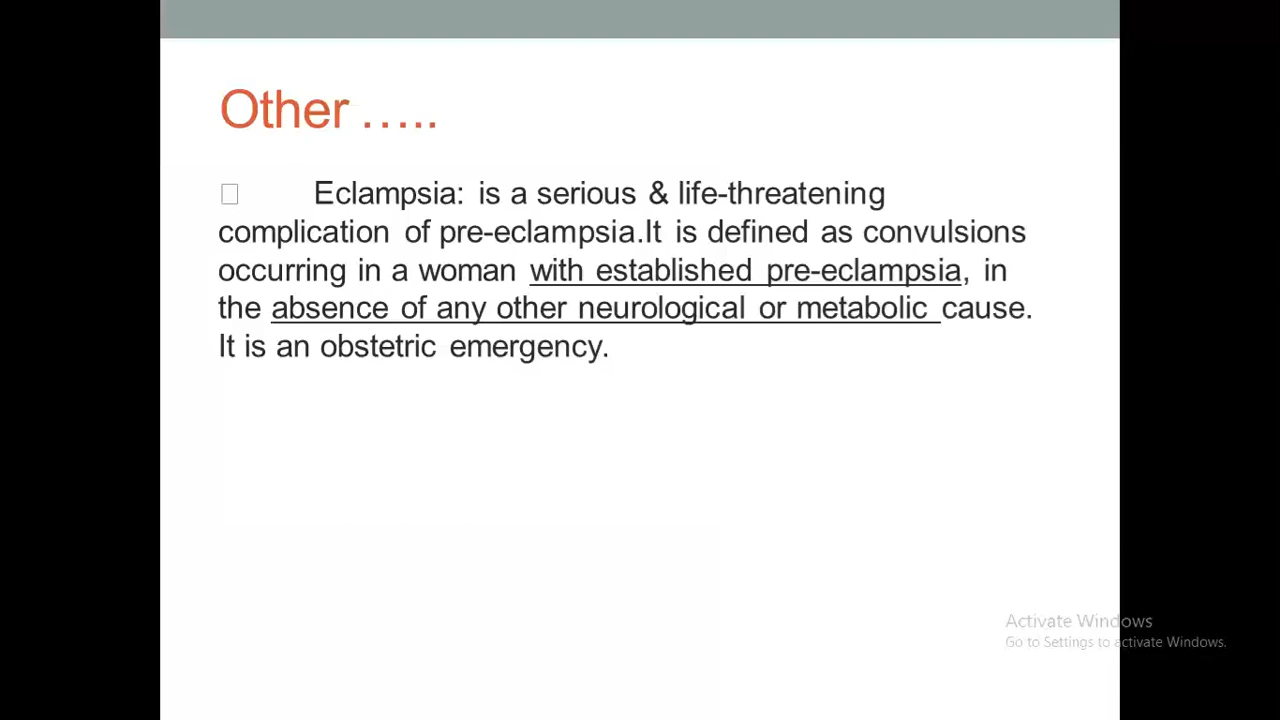 Other .....
Eclampsia: is a serious & life-threatening
complication of pre-eclampsia.It is defined as convulsions
occurring in a woman with established pre-eclampsia, in
the absence of any other neurological or metabolic cause.
It is an obstetric emergency.
Activate Windows
Go to Settings to activate Windows.